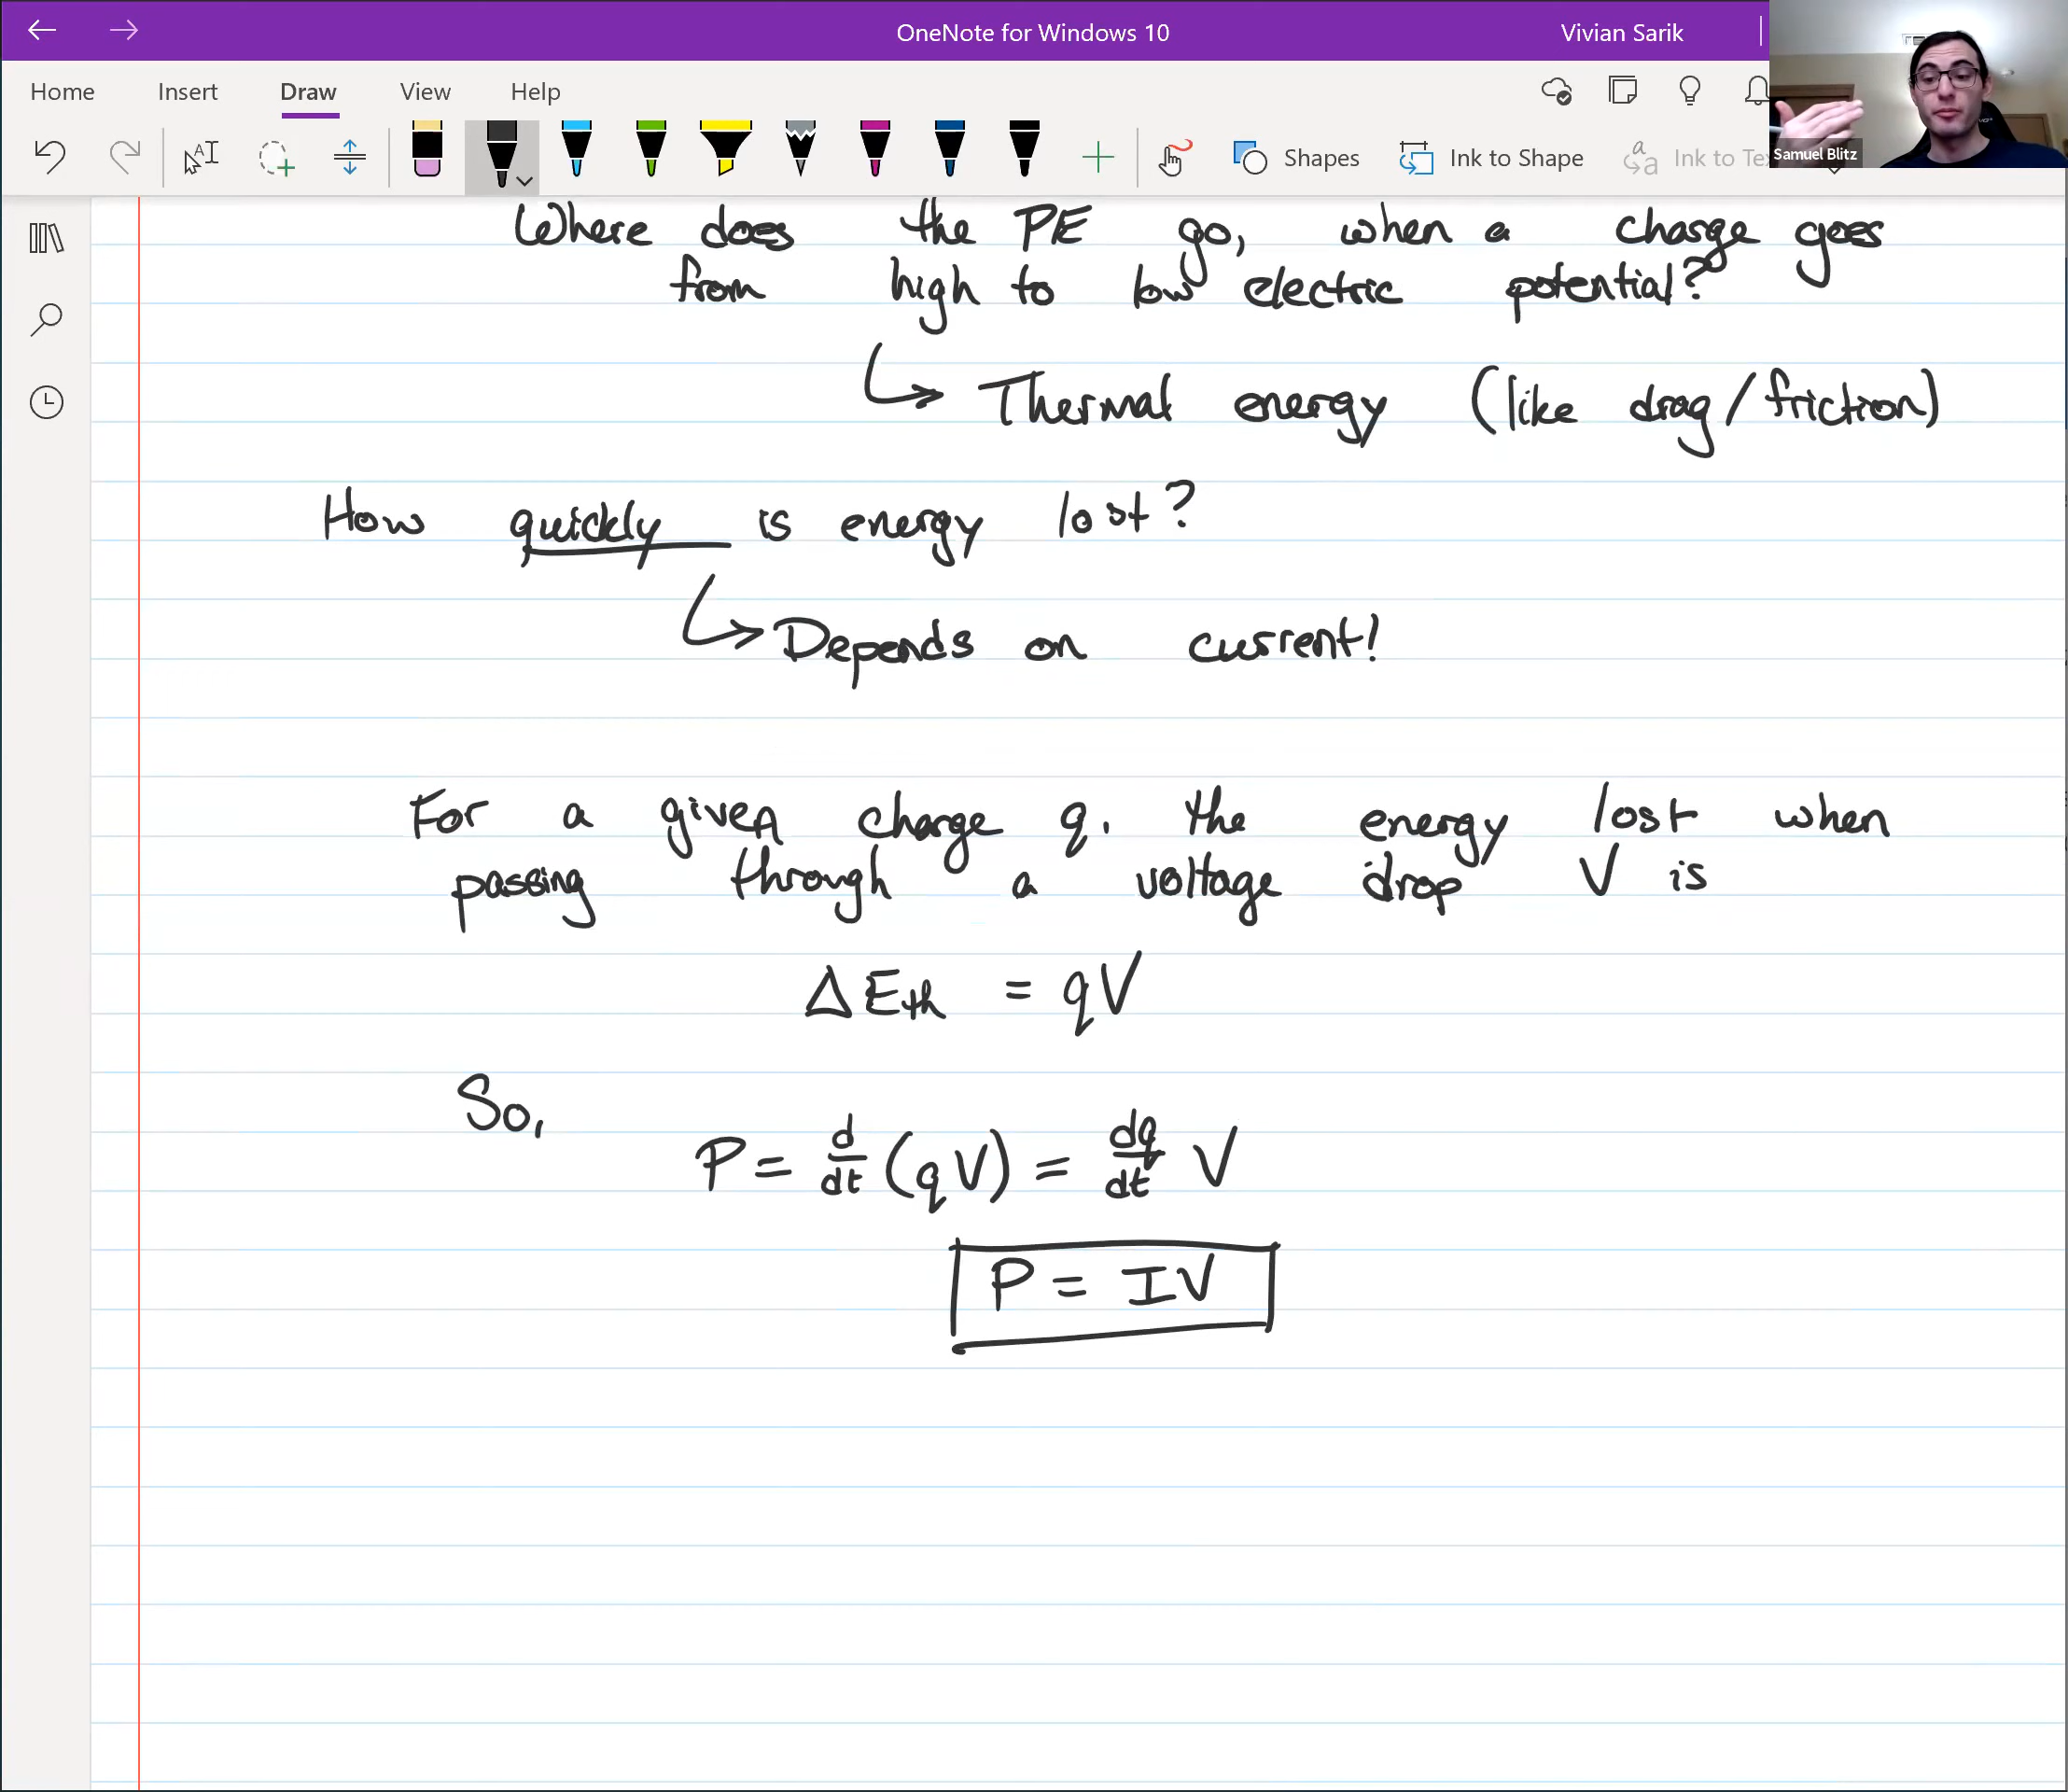 OneNote for Windows 10
Vivian Sarik
Home Insert Draw View Help
Shapes Ink to Shape Ink to Te
Samuel Blitz
Where does the PE go, when a charge goes
from high to low electric potential?
Thermal energy (like drag/friction)
How quickly is energy lost?
Depends on current!
For a given charge q, the energy lost when
passing through a voltage drop V is
ΔEth = qV
So,
P = d/dt (qV) = dq/dt V
P = IV